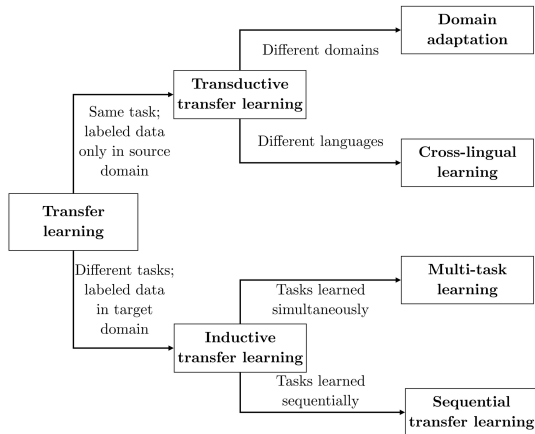 Domain
adaptation
Different domains
Transductive
transfer learning
Same task;
labeled data
only in source
domain
Different languages
Cross-lingual
learning
Transfer
learning
Different tasks;
labeled data
in target
domain
Multi-task
learning
Tasks learned
simultaneously
Inductive
transfer learning
Tasks learned
sequentially
Sequential
transfer learning